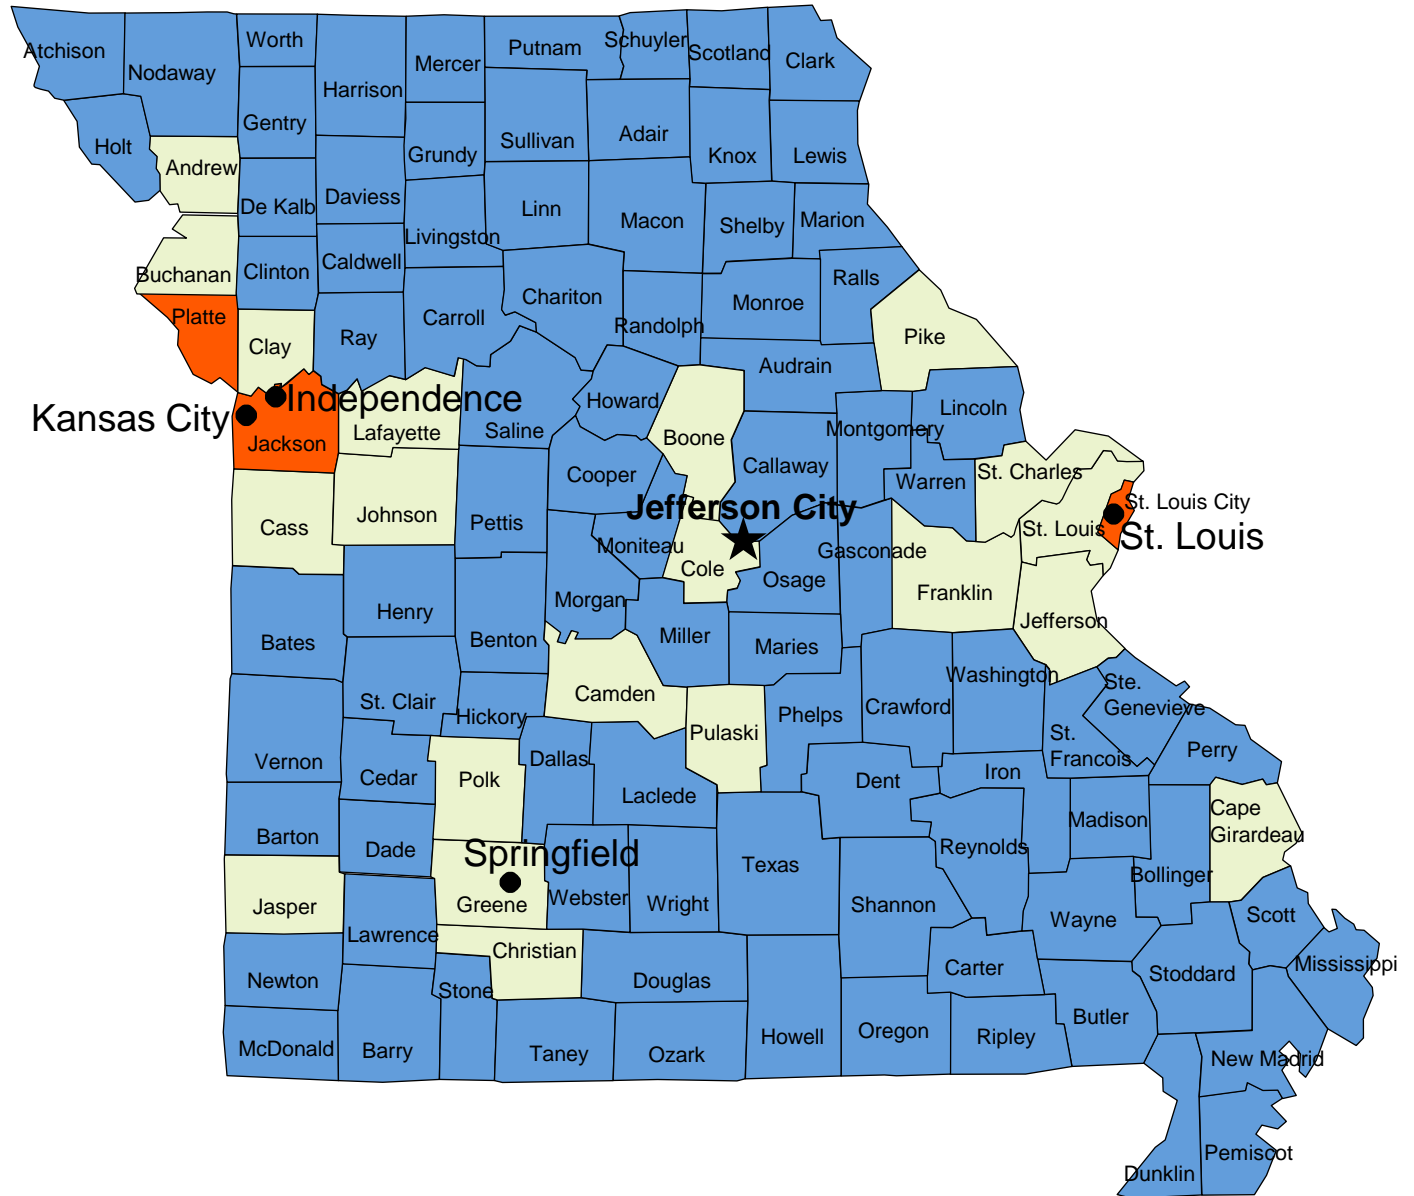 Atchison
Nodaway
Worth
Harrison
Mercer
Putnam
Schuyler
Scotland
Clark
Holt
Andrew
Gentry
De Kalb
Daviess
Grundy
Sullivan
Adair
Knox
Lewis
Buchanan
Clinton
Caldwell
Livingston
Linn
Macon
Shelby
Marion
Platte
Clay
Ray
Carroll
Chariton
Randolph
Monroe
Ralls
Pike
Audrain
Kansas City
Independence
Jackson
Lafayette
Saline
Howard
Boone
Callaway
Montgomery
Lincoln
Warren
St. Charles
St. Louis City
St. Louis
St. Louis
Cass
Johnson
Pettis
Cooper
Moniteau
Jefferson City
Cole
Osage
Gasconade
Franklin
Jefferson
Bates
Henry
Benton
Morgan
Miller
Maries
Camden
Pulaski
Phelps
Crawford
Washington
Ste.
Genevieve
St.
Francois
Perry
Vernon
St. Clair
Hickory
Cedar
Polk
Dallas
Laclede
Dent
Iron
Madison
Cape
Girardeau
Barton
Dade
Springfield
Greene
Webster
Wright
Texas
Reynolds
Bollinger
Jasper
Lawrence
Christian
Shannon
Wayne
Scott
Newton
Stone
Douglas
Carter
Stoddard
Mississippi
McDonald
Barry
Taney
Ozark
Howell
Oregon
Ripley
Butler
New Madrid
Pemiscot
Dunklin